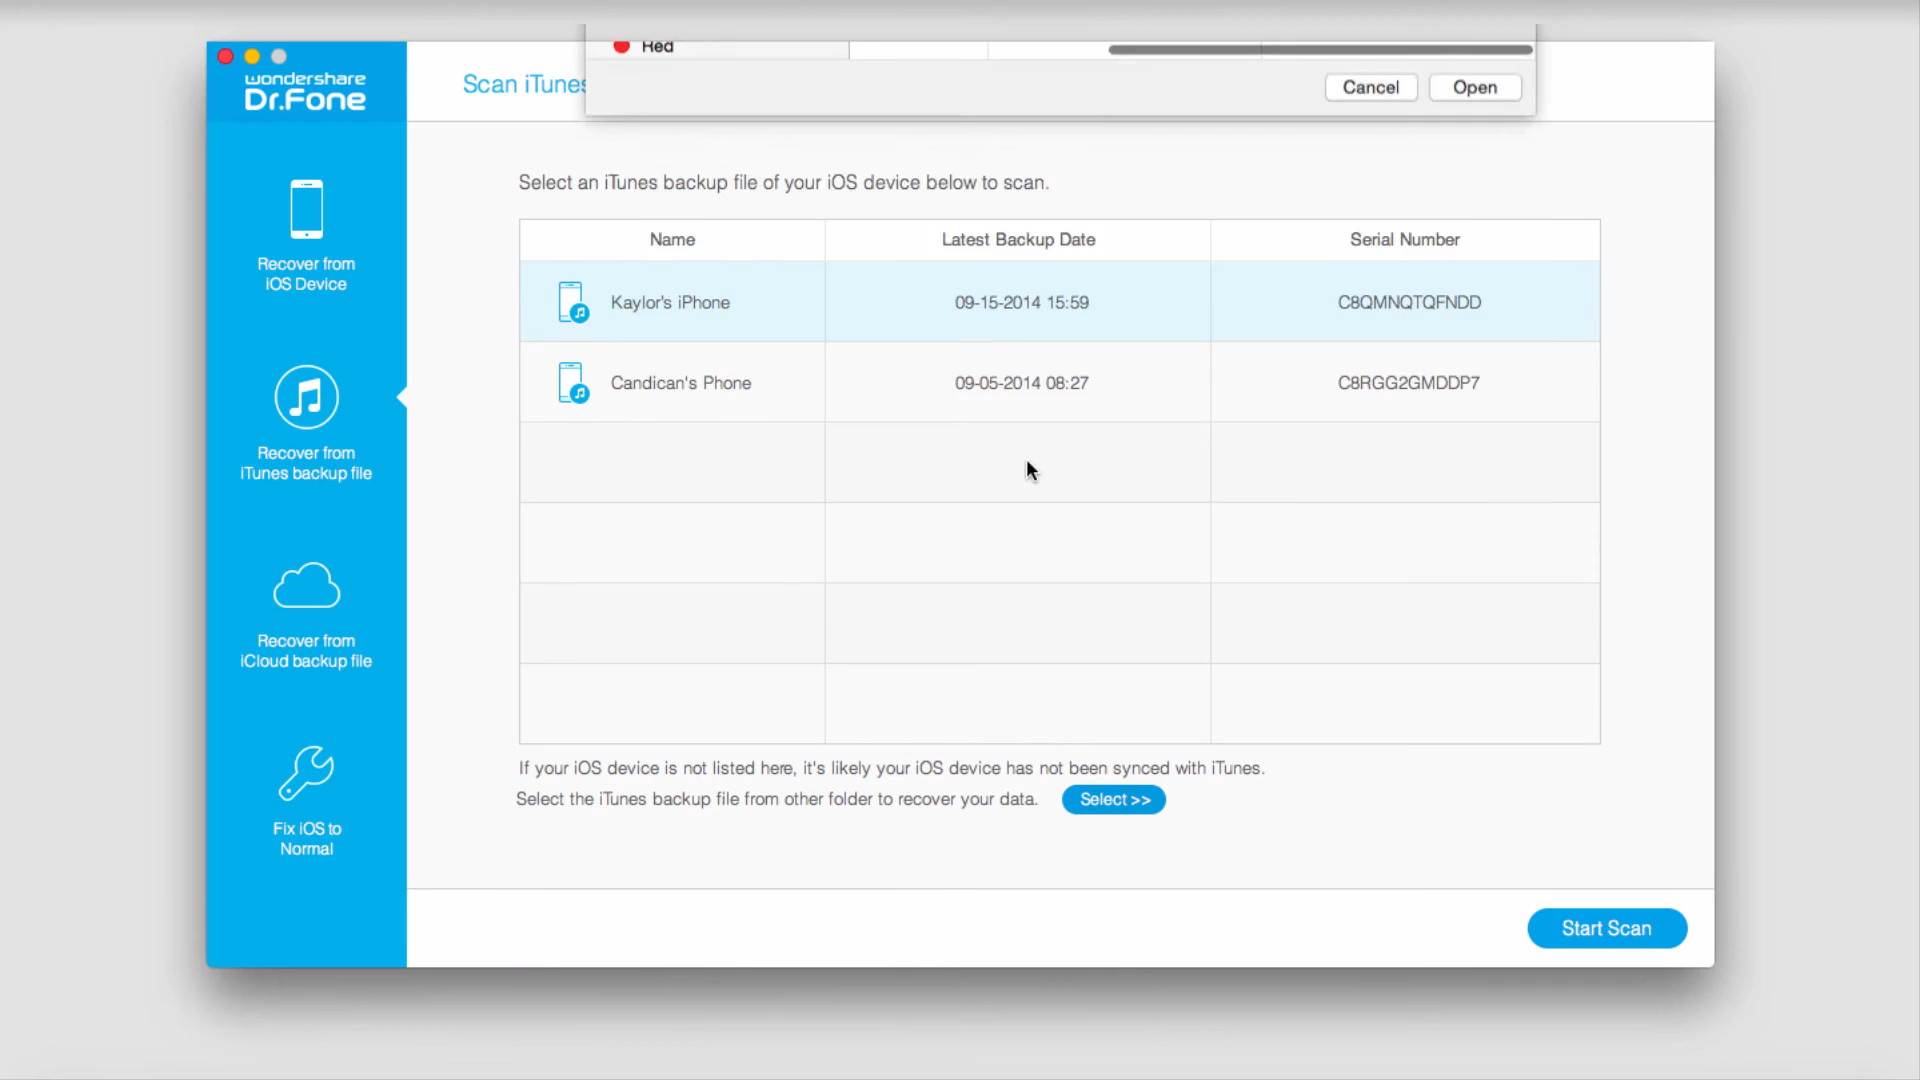 Red
Cancel
Open
wondershare
Dr.Fone
Scan iTunes
Recover from
iOS Device
Recover from
iTunes backup file
Recover from
iCloud backup file
Fix iOS to
Normal
Select an iTunes backup file of your iOS device below to scan.
Name Latest Backup Date Serial Number
Kaylor's iPhone 09-15-2014 15:59 C8QMNQTQFNDD
Candican's Phone 09-05-2014 08:27 C8RGG2GMDDP7
If your iOS device is not listed here, it's likely your iOS device has not been synced with iTunes.
Select the iTunes backup file from other folder to recover your data. Select >>
Start Scan